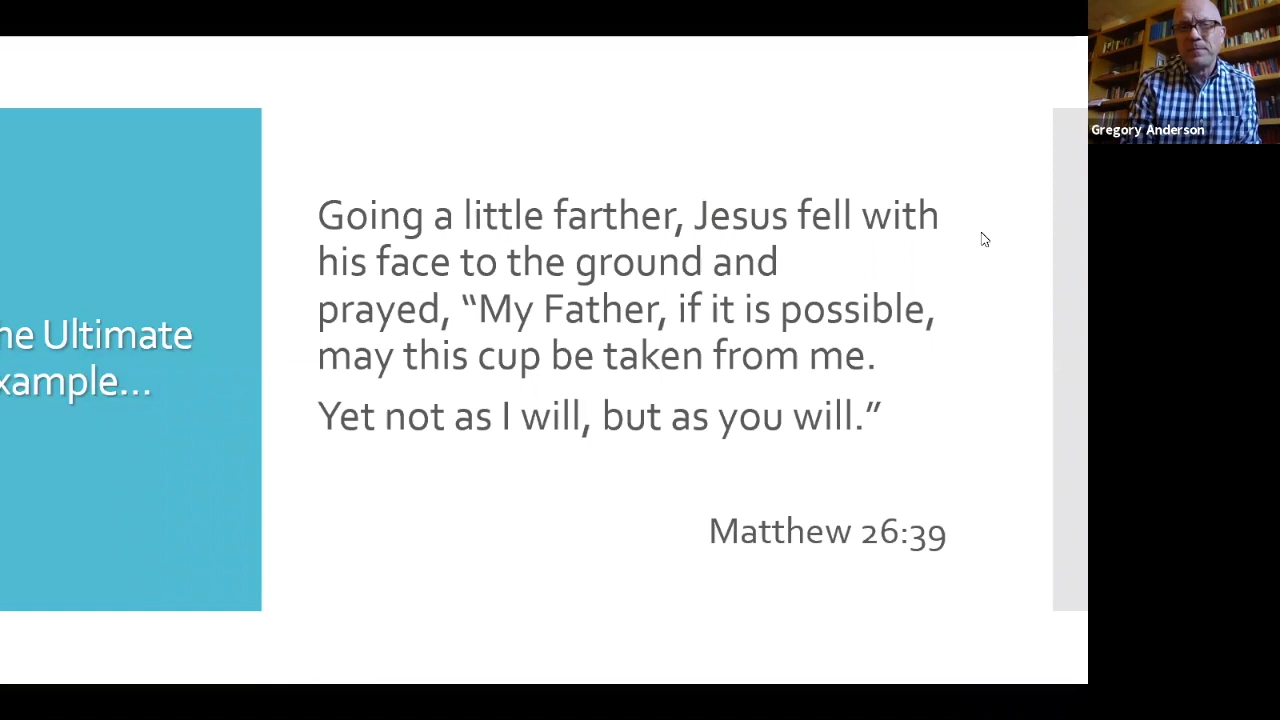 Gregory Anderson
he Ultimate
xample...
Going a little farther, Jesus fell with
his face to the ground and
prayed, “My Father, if it is possible,
may this cup be taken from me.
Yet not as I will, but as you will.”
Matthew 26:39